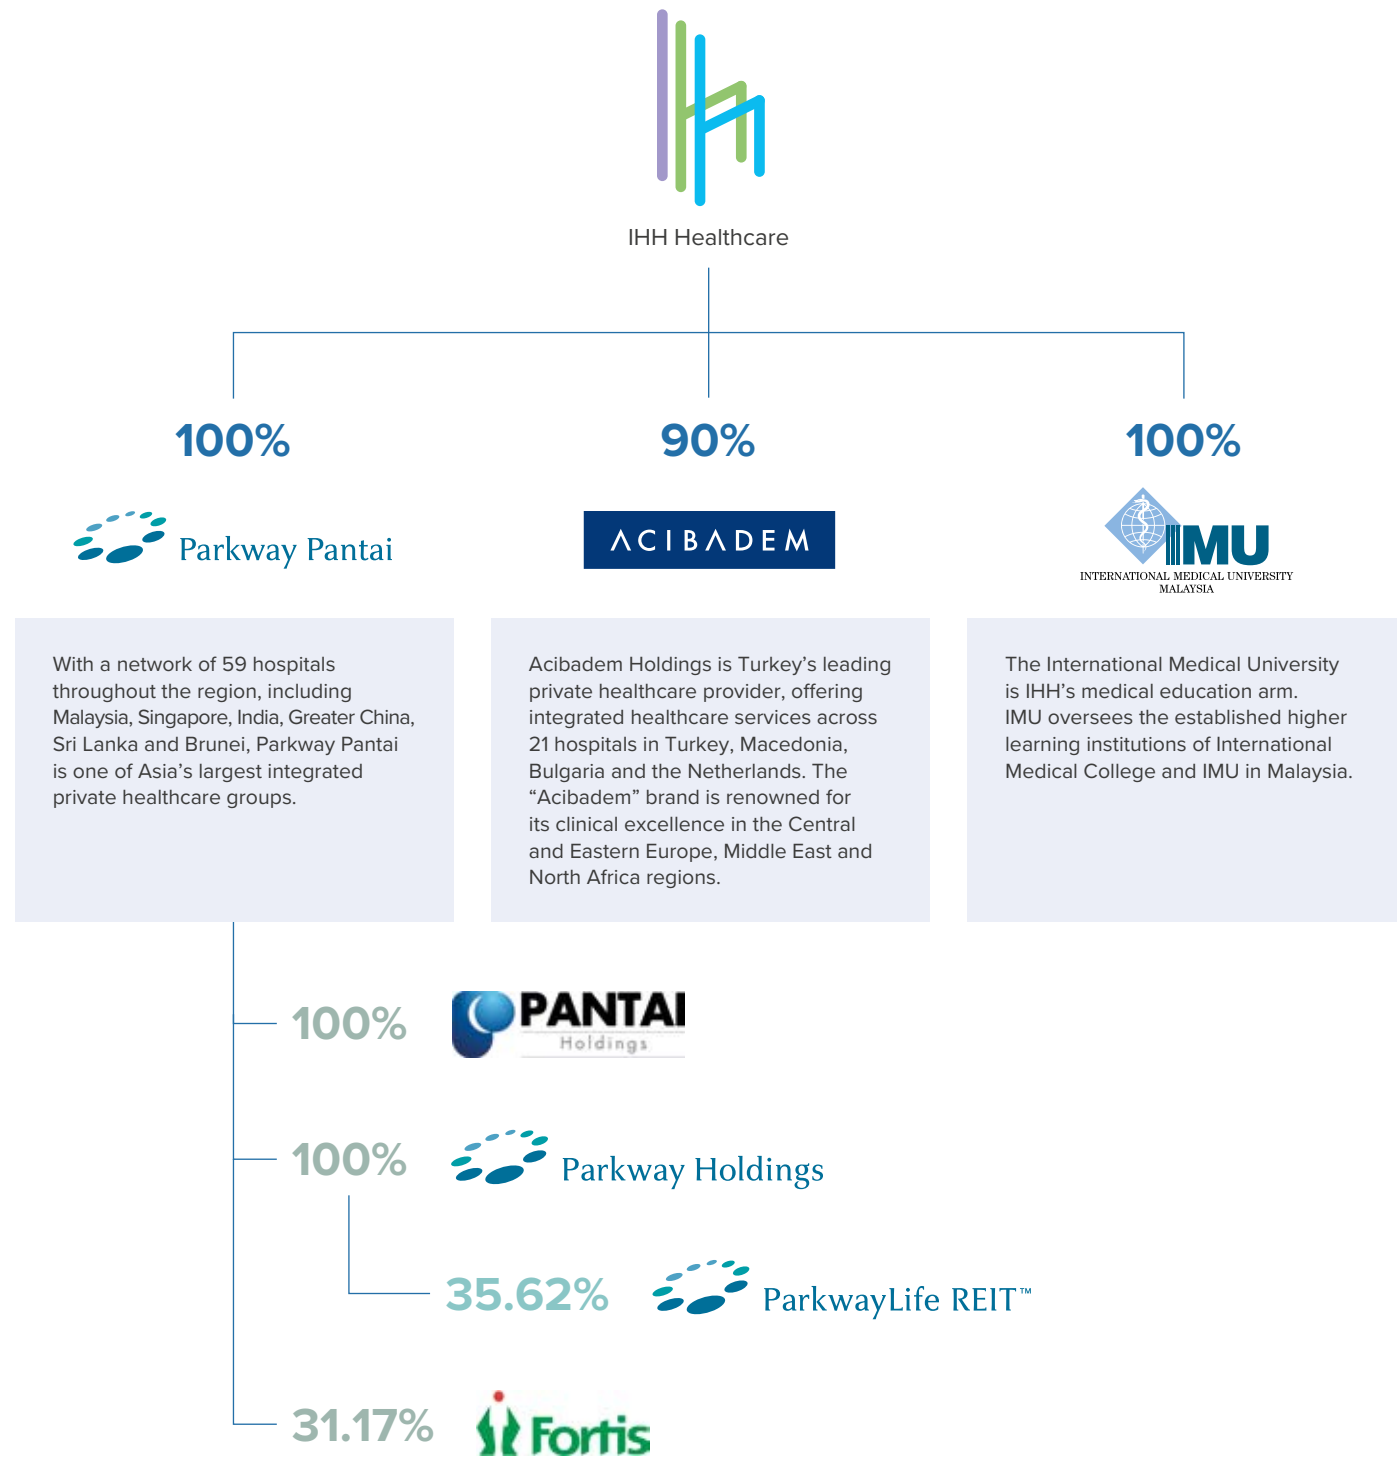 IHH Healthcare
100%
90%
100%
Parkway Pantai
ACIBADEM
IMU
INTERNATIONAL MEDICAL UNIVERSITY
MALAYSIA
With a network of 59 hospitals
throughout the region, including
Malaysia, Singapore, India, Greater China,
Sri Lanka and Brunei, Parkway Pantai
is one of Asia’s largest integrated
private healthcare groups.
Acibadem Holdings is Turkey’s leading
private healthcare provider, offering
integrated healthcare services across
21 hospitals in Turkey, Macedonia,
Bulgaria and the Netherlands. The
“Acibadem” brand is renowned for
its clinical excellence in the Central
and Eastern Europe, Middle East and
North Africa regions.
The International Medical University
is IHH’s medical education arm.
IMU oversees the established higher
learning institutions of International
Medical College and IMU in Malaysia.
100%
PANTAI
Holdings
100%
Parkway Holdings
35.62%
ParkwayLife REIT™
31.17%
Fortis